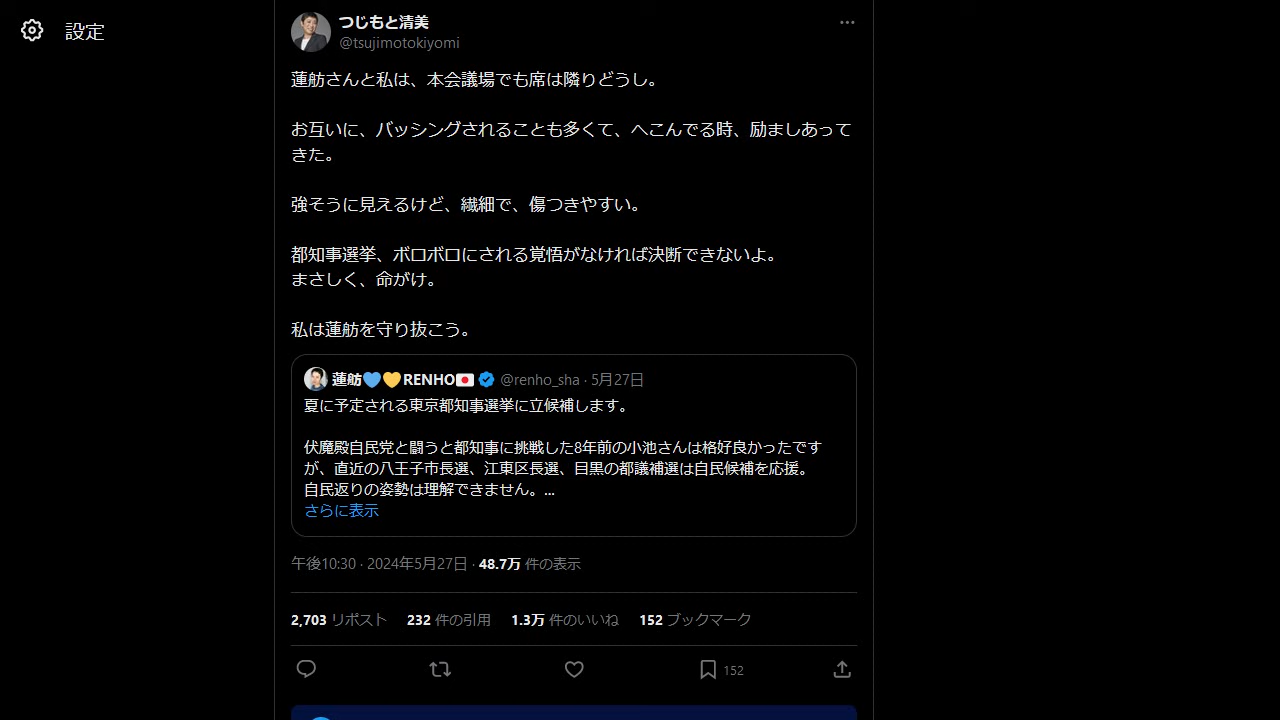 設定
つじもと清美
@tsujimotokiyomi
蓮舫さんと私は、本会議場でも席は隣りどうし。
お互いに、バッシングされることも多くて、へこんでる時、励ましあって
きた。
強そうに見えるけど、繊細で、傷つきやすい。
都知事選挙、ボロボロにされる覚悟がなければ決断できないよ。
まさしく、命がけ。
私は蓮舫を守り抜こう。
蓮舫💙💛RENHO🇯🇵 @renho_sha · 5月27日
夏に予定される東京都知事選挙に立候補します。
伏魔殿自民党と闘うと都知事に挑戦した8年前の小池さんは格好良かったです
が、直近の八王子市長選、江東区長選、目黒の都議補選は自民候補を応援。
自民返りの姿勢は理解できません。...
さらに表示
午後10:30 · 2024年5月27日 · 48.7万 件の表示
2,703 リポスト 232 件の引用 1.3万 件のいいね 152 ブックマーク
152